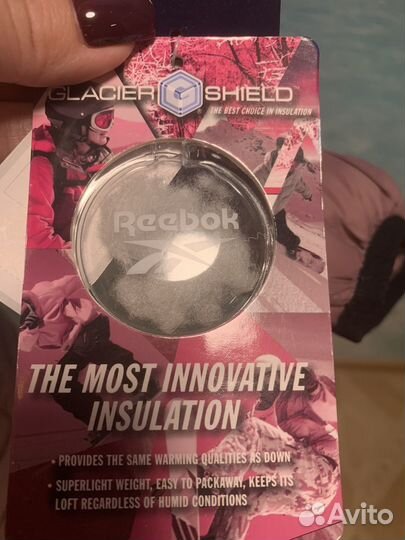 GLACIER SHIELD™
THE BEST CHOICE IN INSULATION
Reebok
THE MOST INNOVATIVE
INSULATION
• PROVIDES THE SAME WARMING QUALITIES AS DOWN
• SUPERLIGHT WEIGHT, EASY TO PACKAWAY, KEEPS ITS
LOFT REGARDLESS OF HUMID CONDITIONS
Avito